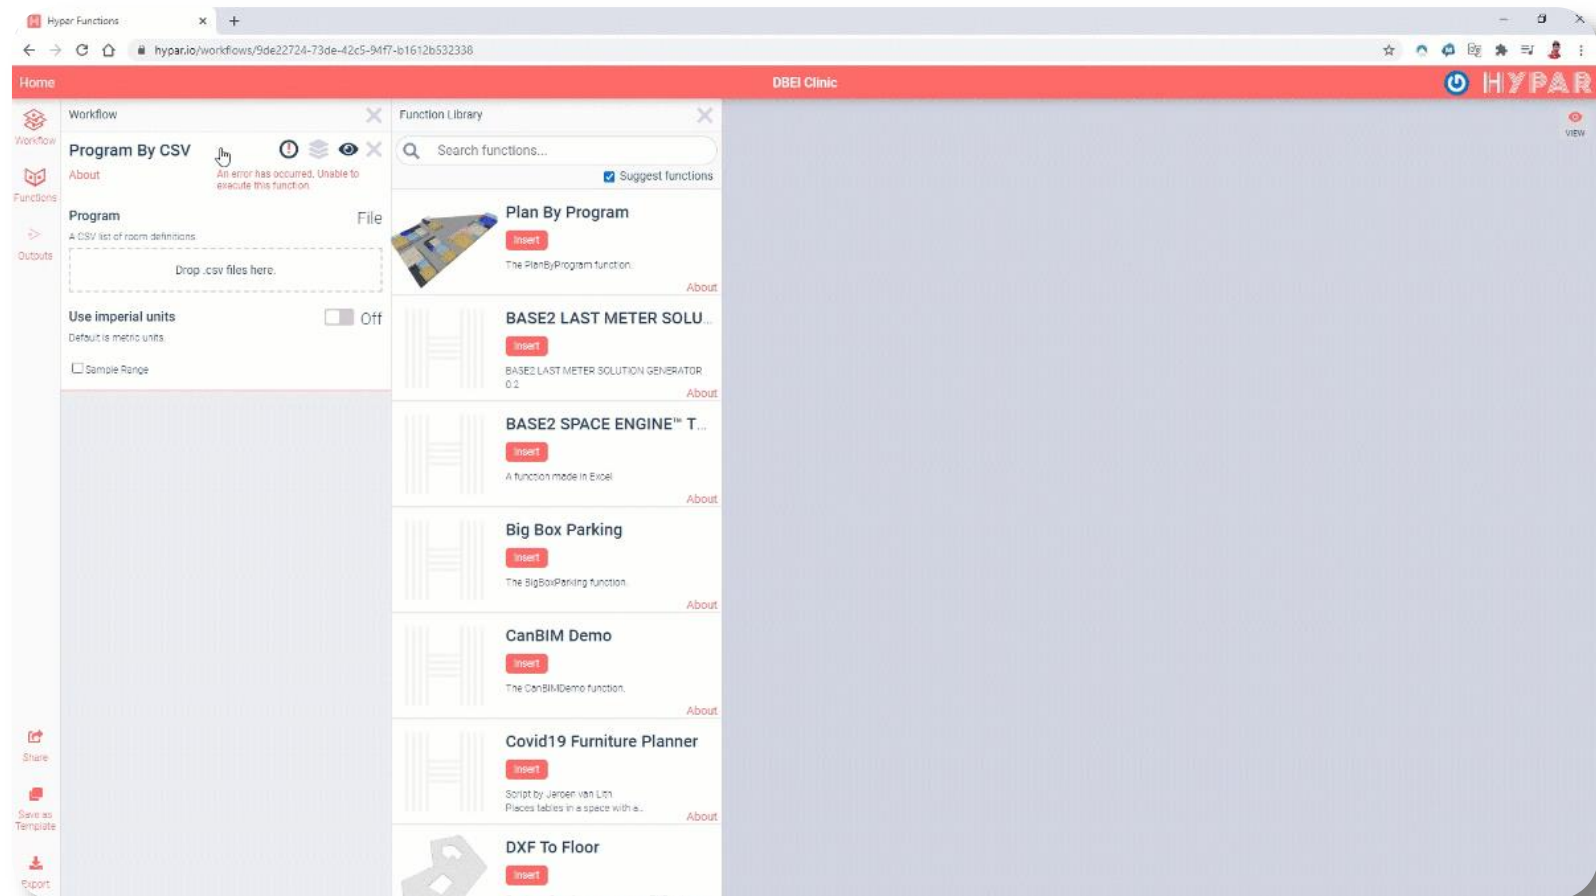 Hypar Functions
hypar.io/workflows/9de22724-73de-42c5-94f7-b1612b532338
Home
DBEI Clinic
HYPAR
Workflow
Functions
Outputs
Share
Save as
Template
Export
Workflow
Program By CSV
About
An error has occurred. Unable to
execute this function
Program
File
A CSV list of room definitions
Drop .csv files here.
Use imperial units
Off
Default is metric units.
Sample Range
Function Library
Search functions...
Suggest functions
Plan By Program
Insert
The PlanByProgram function.
About
BASE2 LAST METER SOLU...
Insert
BASE2 LAST METER SOLUTION GENERATOR
0.2
About
BASE2 SPACE ENGINE™ T...
Insert
A function made in Excel
About
Big Box Parking
Insert
The BigBoxParking function.
About
CanBIM Demo
Insert
The CanBIMDemo function.
About
Covid19 Furniture Planner
Insert
Script by Jeroen van Lith
Places tables in a space with a...
About
DXF To Floor
Insert
VIEW